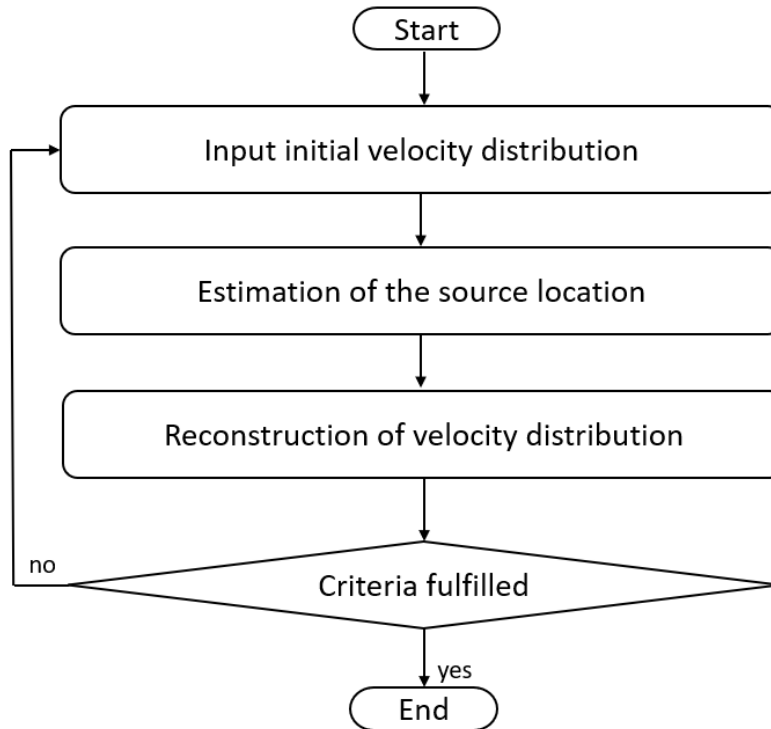 Start
Input initial velocity distribution
Estimation of the source location
Reconstruction of velocity distribution
no
Criteria fulfilled
yes
End